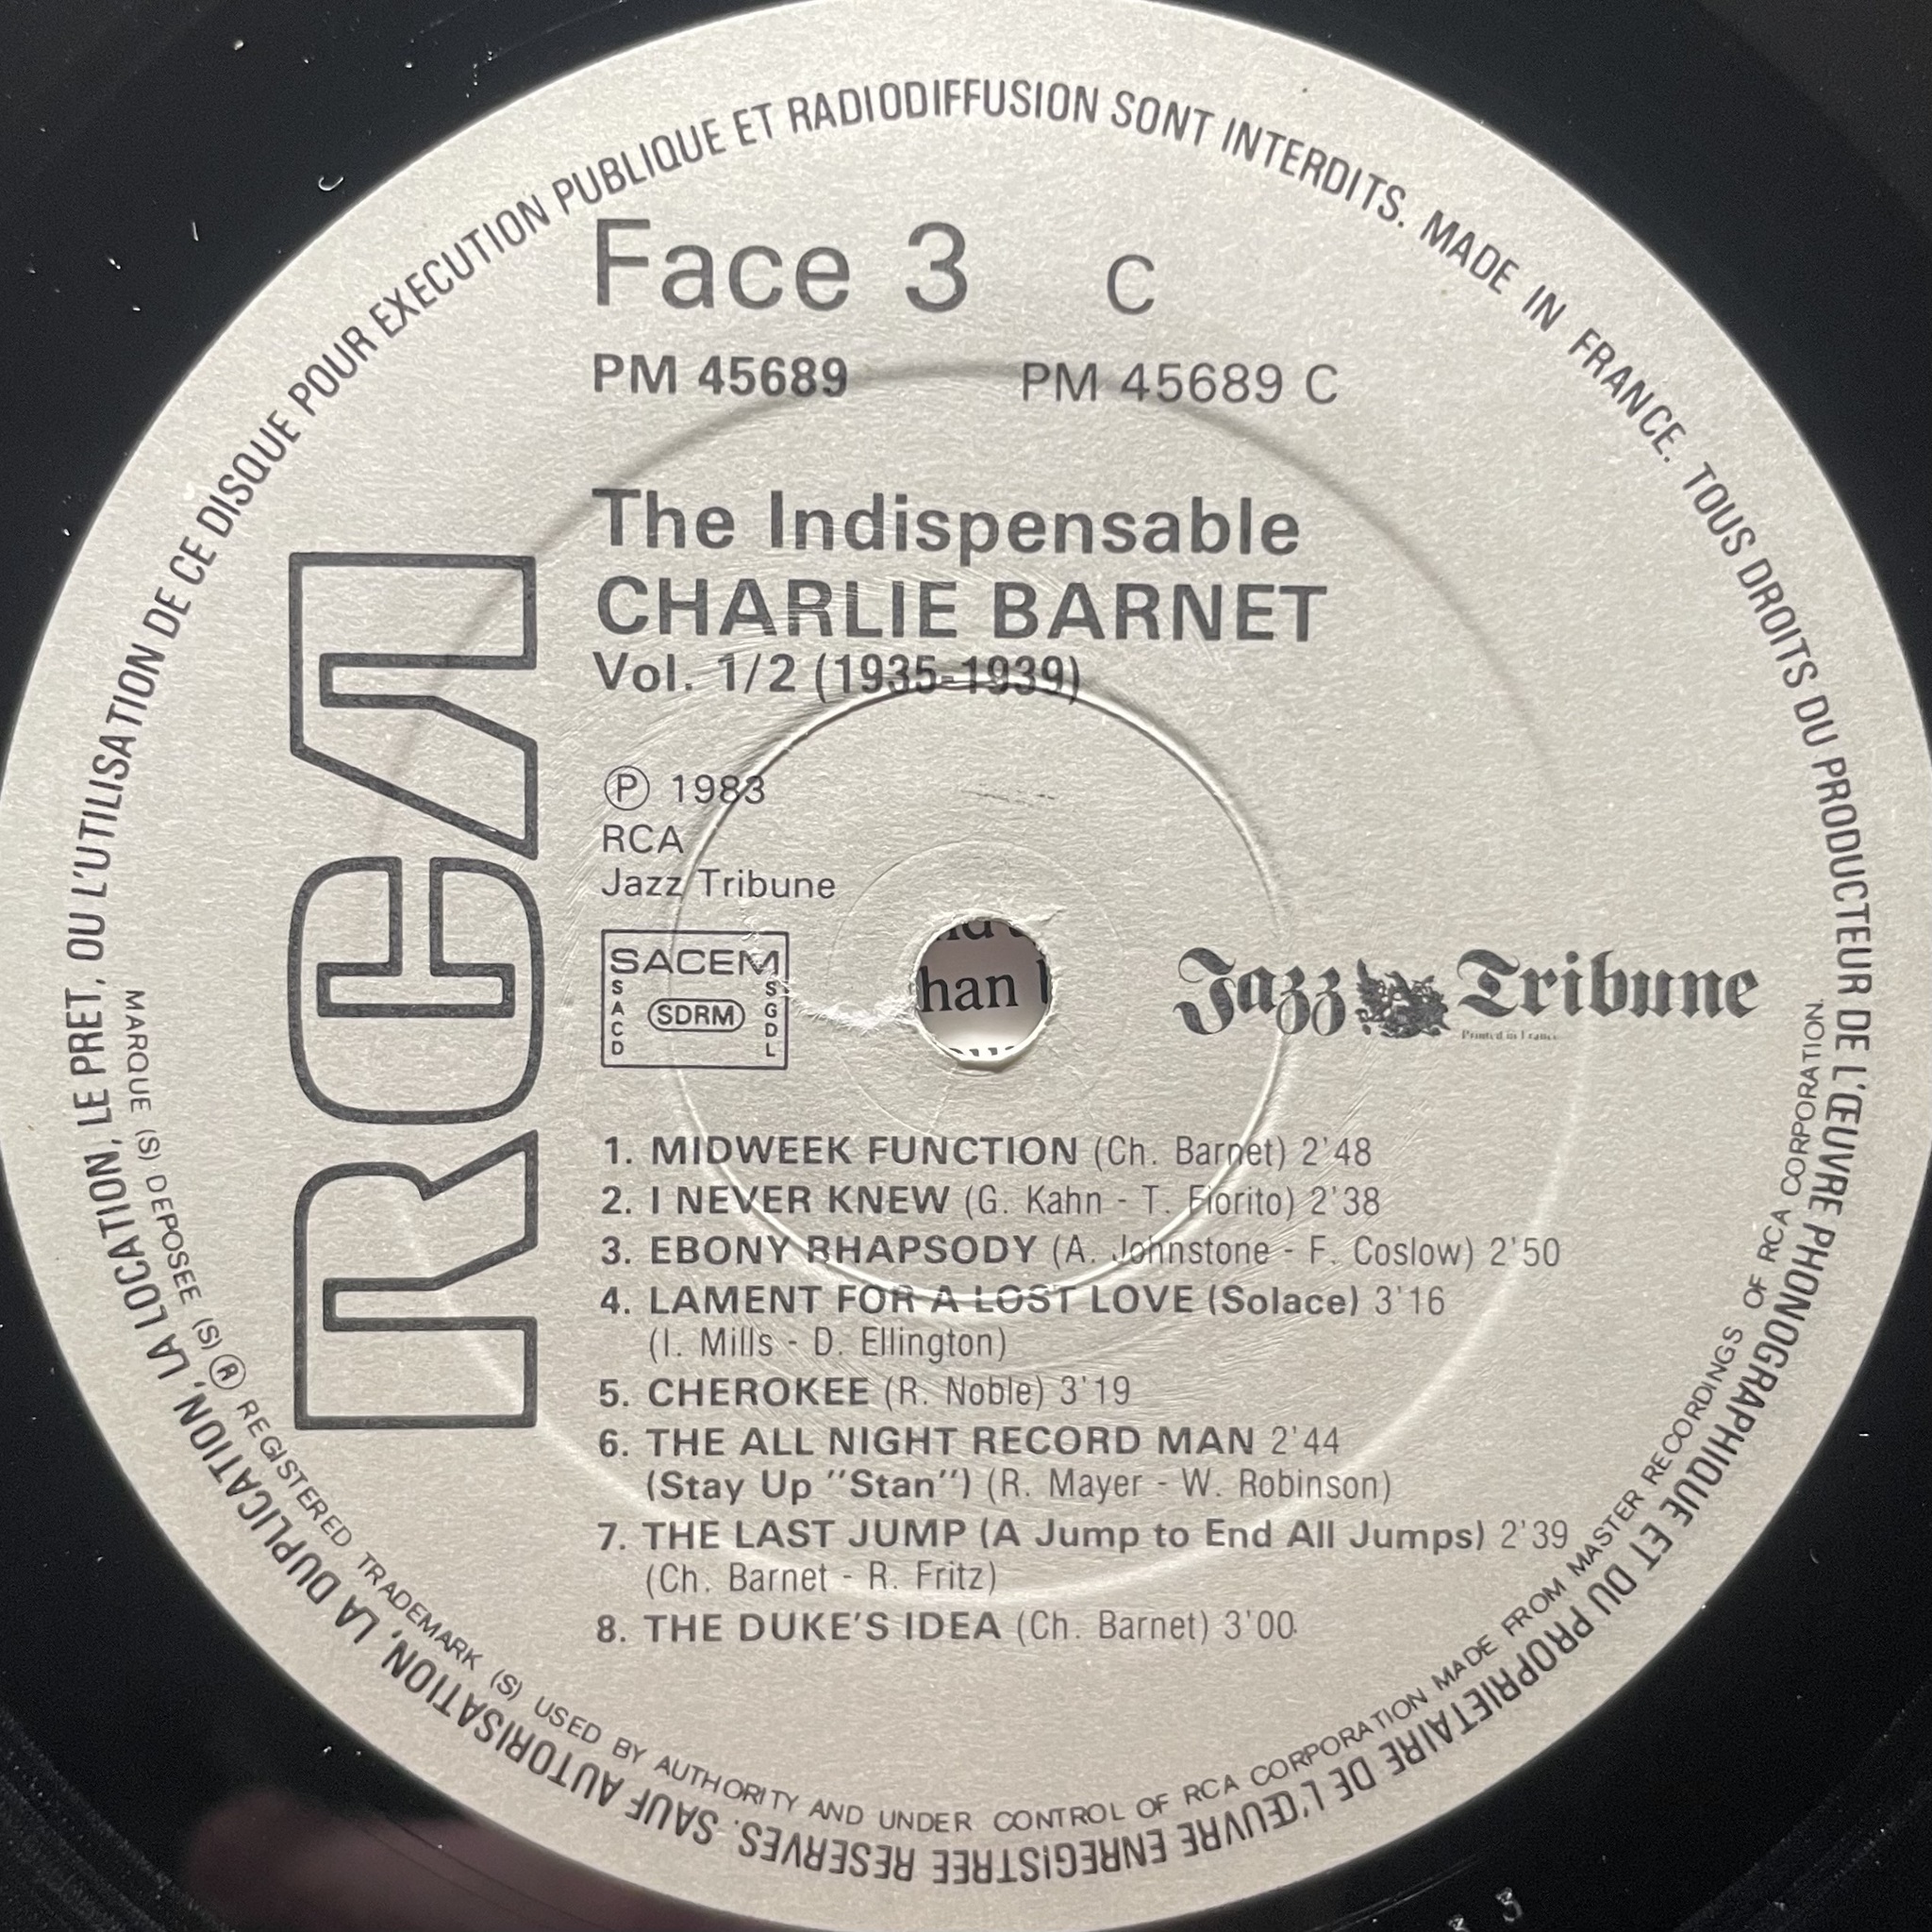 TOUS DROITS DU PRODUCTEUR DE L'ŒUVRE PHONOGRAPHIQUE ET DU PROPRIETAIRE DE L'ŒUVRE ENREGISTREE RESERVES. SAUF AUTORISATION, LA DUPLICATION, LA LOCATION, LE PRET, OU L'UTILISATION DE CE DISQUE POUR EXECUTION PUBLIQUE ET RADIODIFFUSION SONT INTERDITS. MADE IN FRANCE.
Face 3 C
PM 45689 PM 45689 C
The Indispensable
CHARLIE BARNET
Vol. 1/2 (1935-1939)
RCA
Ⓟ 1983
RCA
Jazz Tribune
SACEM
SACD
SDRM
SGDL
Jazz Tribune
Printed in France
han
1. MIDWEEK FUNCTION (Ch. Barnet) 2'48
2. I NEVER KNEW (G. Kahn - T. Fiorito) 2'38
3. EBONY RHAPSODY (A. Johnstone - F. Coslow) 2'50
4. LAMENT FOR A LOST LOVE (Solace) 3'16
(I. Mills - D. Ellington)
5. CHEROKEE (R. Noble) 3'19
6. THE ALL NIGHT RECORD MAN 2'44
(Stay Up "Stan") (R. Mayer - W. Robinson)
7. THE LAST JUMP (A Jump to End All Jumps) 2'39
(Ch. Barnet - R. Fritz)
8. THE DUKE'S IDEA (Ch. Barnet) 3'00
MARQUE (S) DEPOSEE (S) ® REGISTERED TRADEMARK (S) USED BY AUTHORITY AND UNDER CONTROL OF RCA CORPORATION MADE FROM MASTER RECORDINGS OF RCA CORPORATION